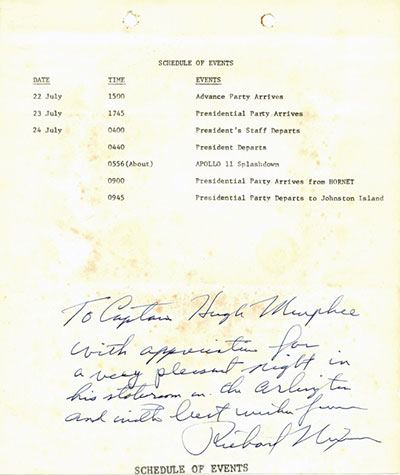 SCHEDULE OF EVENTS
DATE TIME EVENTS
22 July 1500 Advance Party Arrives
23 July 1745 Presidential Party Arrives
24 July 0400 President's Staff Departs
0440 President Departs
0556(About) APOLLO 11 Splashdown
0900 Presidential Party Arrives from HORNET
0945 Presidential Party Departs to Johnston Island
To Captain Hugh Murphree
with appreciation for
a very pleasant night in
his stateroom on the Arlington
and with best wishes from
Richard Nixon
SCHEDULE OF EVENTS